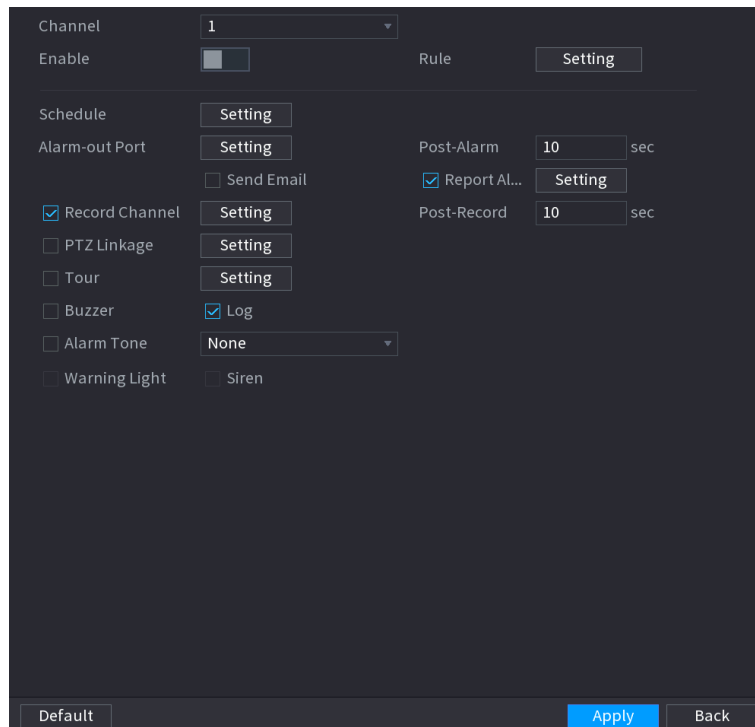 Channel 1
Enable Rule Setting
Schedule Setting
Alarm-out Port Setting Post-Alarm 10 sec
Send Email Report Al... Setting
Record Channel Setting Post-Record 10 sec
PTZ Linkage Setting
Tour Setting
Buzzer Log
Alarm Tone None
Warning Light Siren
Default Apply Back